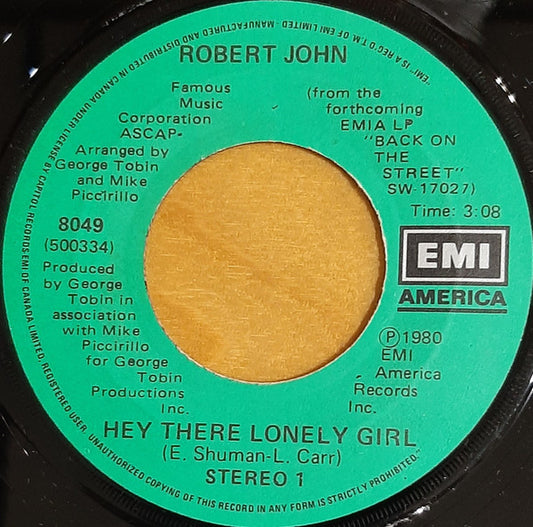 "EMI" IS A REG'D. T.M. OF EMI LIMITED - MANUFACTURED AND DISTRIBUTED IN CANADA UNDER LICENSE BY CAPITOL RECORDS-EMI OF CANADA LIMITED, REGISTERED USER. UNAUTHORIZED COPYING OF THIS RECORD IN ANY FORM IS STRICTLY PROHIBITED."
ROBERT JOHN
Famous
Music
Corporation
ASCAP-
Arranged by
George Tobin
and Mike
Piccirillo
8049
(500334)
Produced
by George
Tobin in
association
with Mike
Piccirillo
for George
Tobin
Productions
Inc.
(from the
forthcoming
EMIA LP
"BACK ON
THE
STREET"
SW-17027)
Time: 3:08
EMI
AMERICA
Ⓟ1980
EMI
America
Records
Inc.
HEY THERE LONELY GIRL
(E. Shuman-L. Carr)
STEREO 1